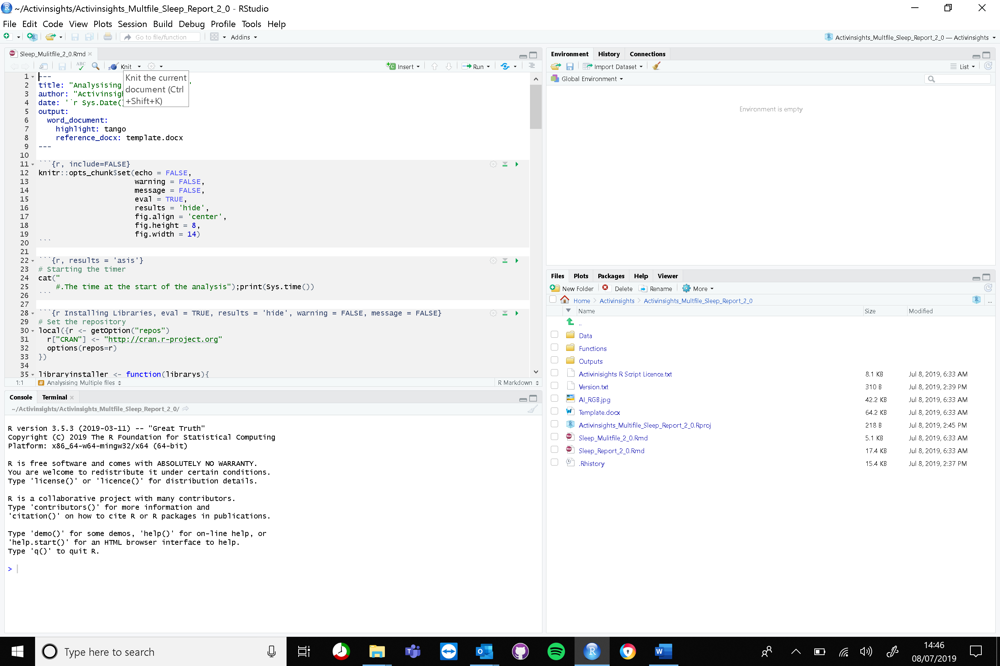 ~/Activinsights/Activinsights_Multfile_Sleep_Report_2_0 - RStudio
File Edit Code View Plots Session Build Debug Profile Tools Help
Go to file/function
Addins
Activinsights_Multfile_Sleep_Report_2_0 — Activinsights
Sleep_Mulitfile_2_0.Rmd
ABC
Knit
Insert
Run
Knit the current
document (Ctrl
+Shift+K)
1 ---
2 title: "Analysising
3 author: "Activinsigh
4 date: '`r Sys.Date()
5 output:
6 word_document:
7 highlight: tango
8 reference_docx: template.docx
9 ---
10
11 ```{r, include=FALSE}
12 knitr::opts_chunk$set(echo = FALSE,
13 warning = FALSE,
14 message = FALSE,
15 eval = TRUE,
16 results = 'hide',
17 fig.align = 'center',
18 fig.height = 8,
19 fig.width = 14)
20 ```
21
22 ```{r, results = 'asis'}
23 # Starting the timer
24 cat("
25 #.The time at the start of the analysis");print(Sys.time())
26 ```
27
28 ```{r Installing Libraries, eval = TRUE, results = 'hide', warning = FALSE, message = FALSE}
29 # Set the repository
30 local({r <- getOption("repos")
31 r["CRAN"] <- "http://cran.r-project.org"
32 options(repos=r)
33 })
34
35 libraryinstaller <- function(librarys){
1:1 # Analysising Multiple files R Markdown
Console Terminal
~/Activinsights/Activinsights_Multfile_Sleep_Report_2_0/
R version 3.5.3 (2019-03-11) -- "Great Truth"
Copyright (C) 2019 The R Foundation for Statistical Computing
Platform: x86_64-w64-mingw32/x64 (64-bit)
R is free software and comes with ABSOLUTELY NO WARRANTY.
You are welcome to redistribute it under certain conditions.
Type 'license()' or 'licence()' for distribution details.
R is a collaborative project with many contributors.
Type 'contributors()' for more information and
'citation()' on how to cite R or R packages in publications.
Type 'demo()' for some demos, 'help()' for on-line help, or
'help.start()' for an HTML browser interface to help.
Type 'q()' to quit R.
>
Environment History Connections
Import Dataset
List
Global Environment
Environment is empty
Files Plots Packages Help Viewer
New Folder Delete Rename More
Home Activinsights Activinsights_Multfile_Sleep_Report_2_0 ...
Name Size Modified
..
Data
Functions
Outputs
Activinisights R Script Licence.txt 8.1 KB Jul 8, 2019, 6:33 AM
Version.txt 310 B Jul 8, 2019, 2:39 PM
AI_RGB.jpg 42.2 KB Jul 8, 2019, 6:33 AM
Template.docx 64.2 KB Jul 8, 2019, 6:33 AM
Activinsights_Multifile_Sleep_Report_2_0.Rproj 218 B Jul 8, 2019, 2:45 PM
Sleep_Mulitfile_2_0.Rmd 5.1 KB Jul 8, 2019, 6:33 AM
Sleep_Report_2_0.Rmd 17.4 KB Jul 8, 2019, 6:33 AM
.Rhistory 15.4 KB Jul 8, 2019, 2:37 PM
Type here to search
14:46
08/07/2019